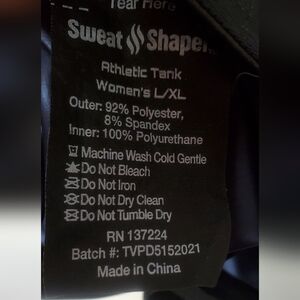 Tear Here
Sweat Shaper
Athletic Tank
Women's L/XL
Outer: 92% Polyester,
8% Spandex
Inner: 100% Polyurethane
Machine Wash Cold Gentle
Do Not Bleach
Do Not Iron
Do Not Dry Clean
Do Not Tumble Dry
RN 137224
Batch #: TVPD5152021
Made in China